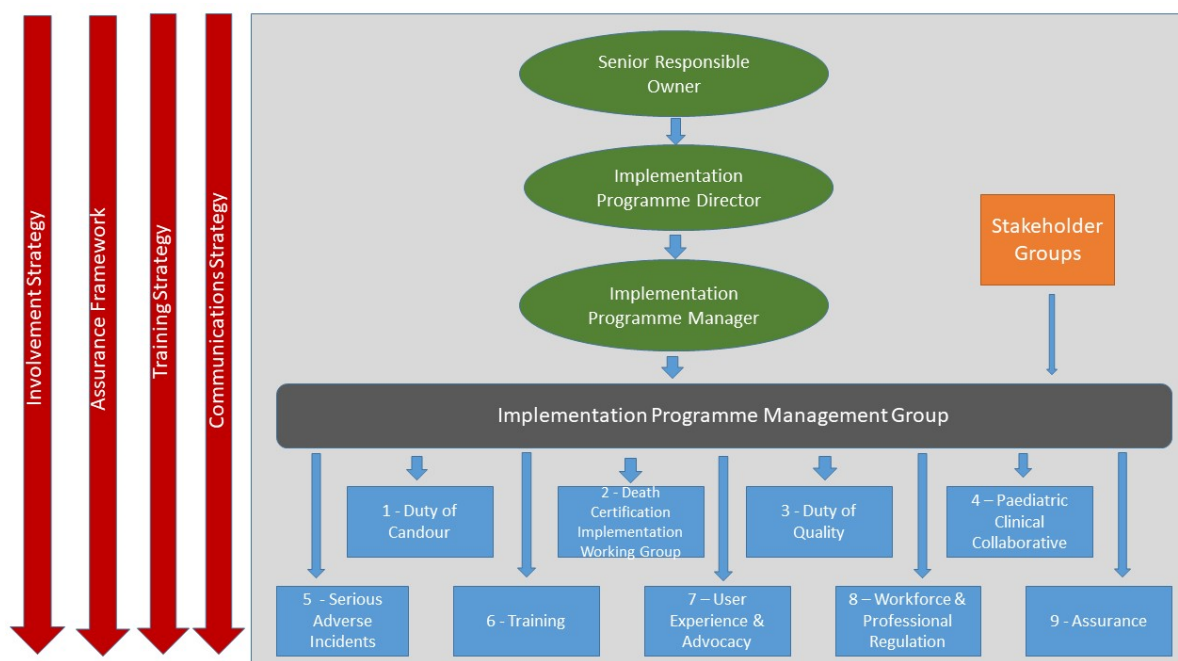 Involvement Strategy
Assurance Framework
Training Strategy
Communications Strategy
Senior Responsible
Owner
Implementation
Programme Director
Stakeholder
Groups
Implementation
Programme Manager
Implementation Programme Management Group
1 - Duty of
Candour
2 - Death
Certification
Implementation
Working Group
3 - Duty of
Quality
4 – Paediatric
Clinical
Collaborative
5 - Serious
Adverse
Incidents
6 - Training
7 – User
Experience &
Advocacy
8 – Workforce &
Professional
Regulation
9 - Assurance